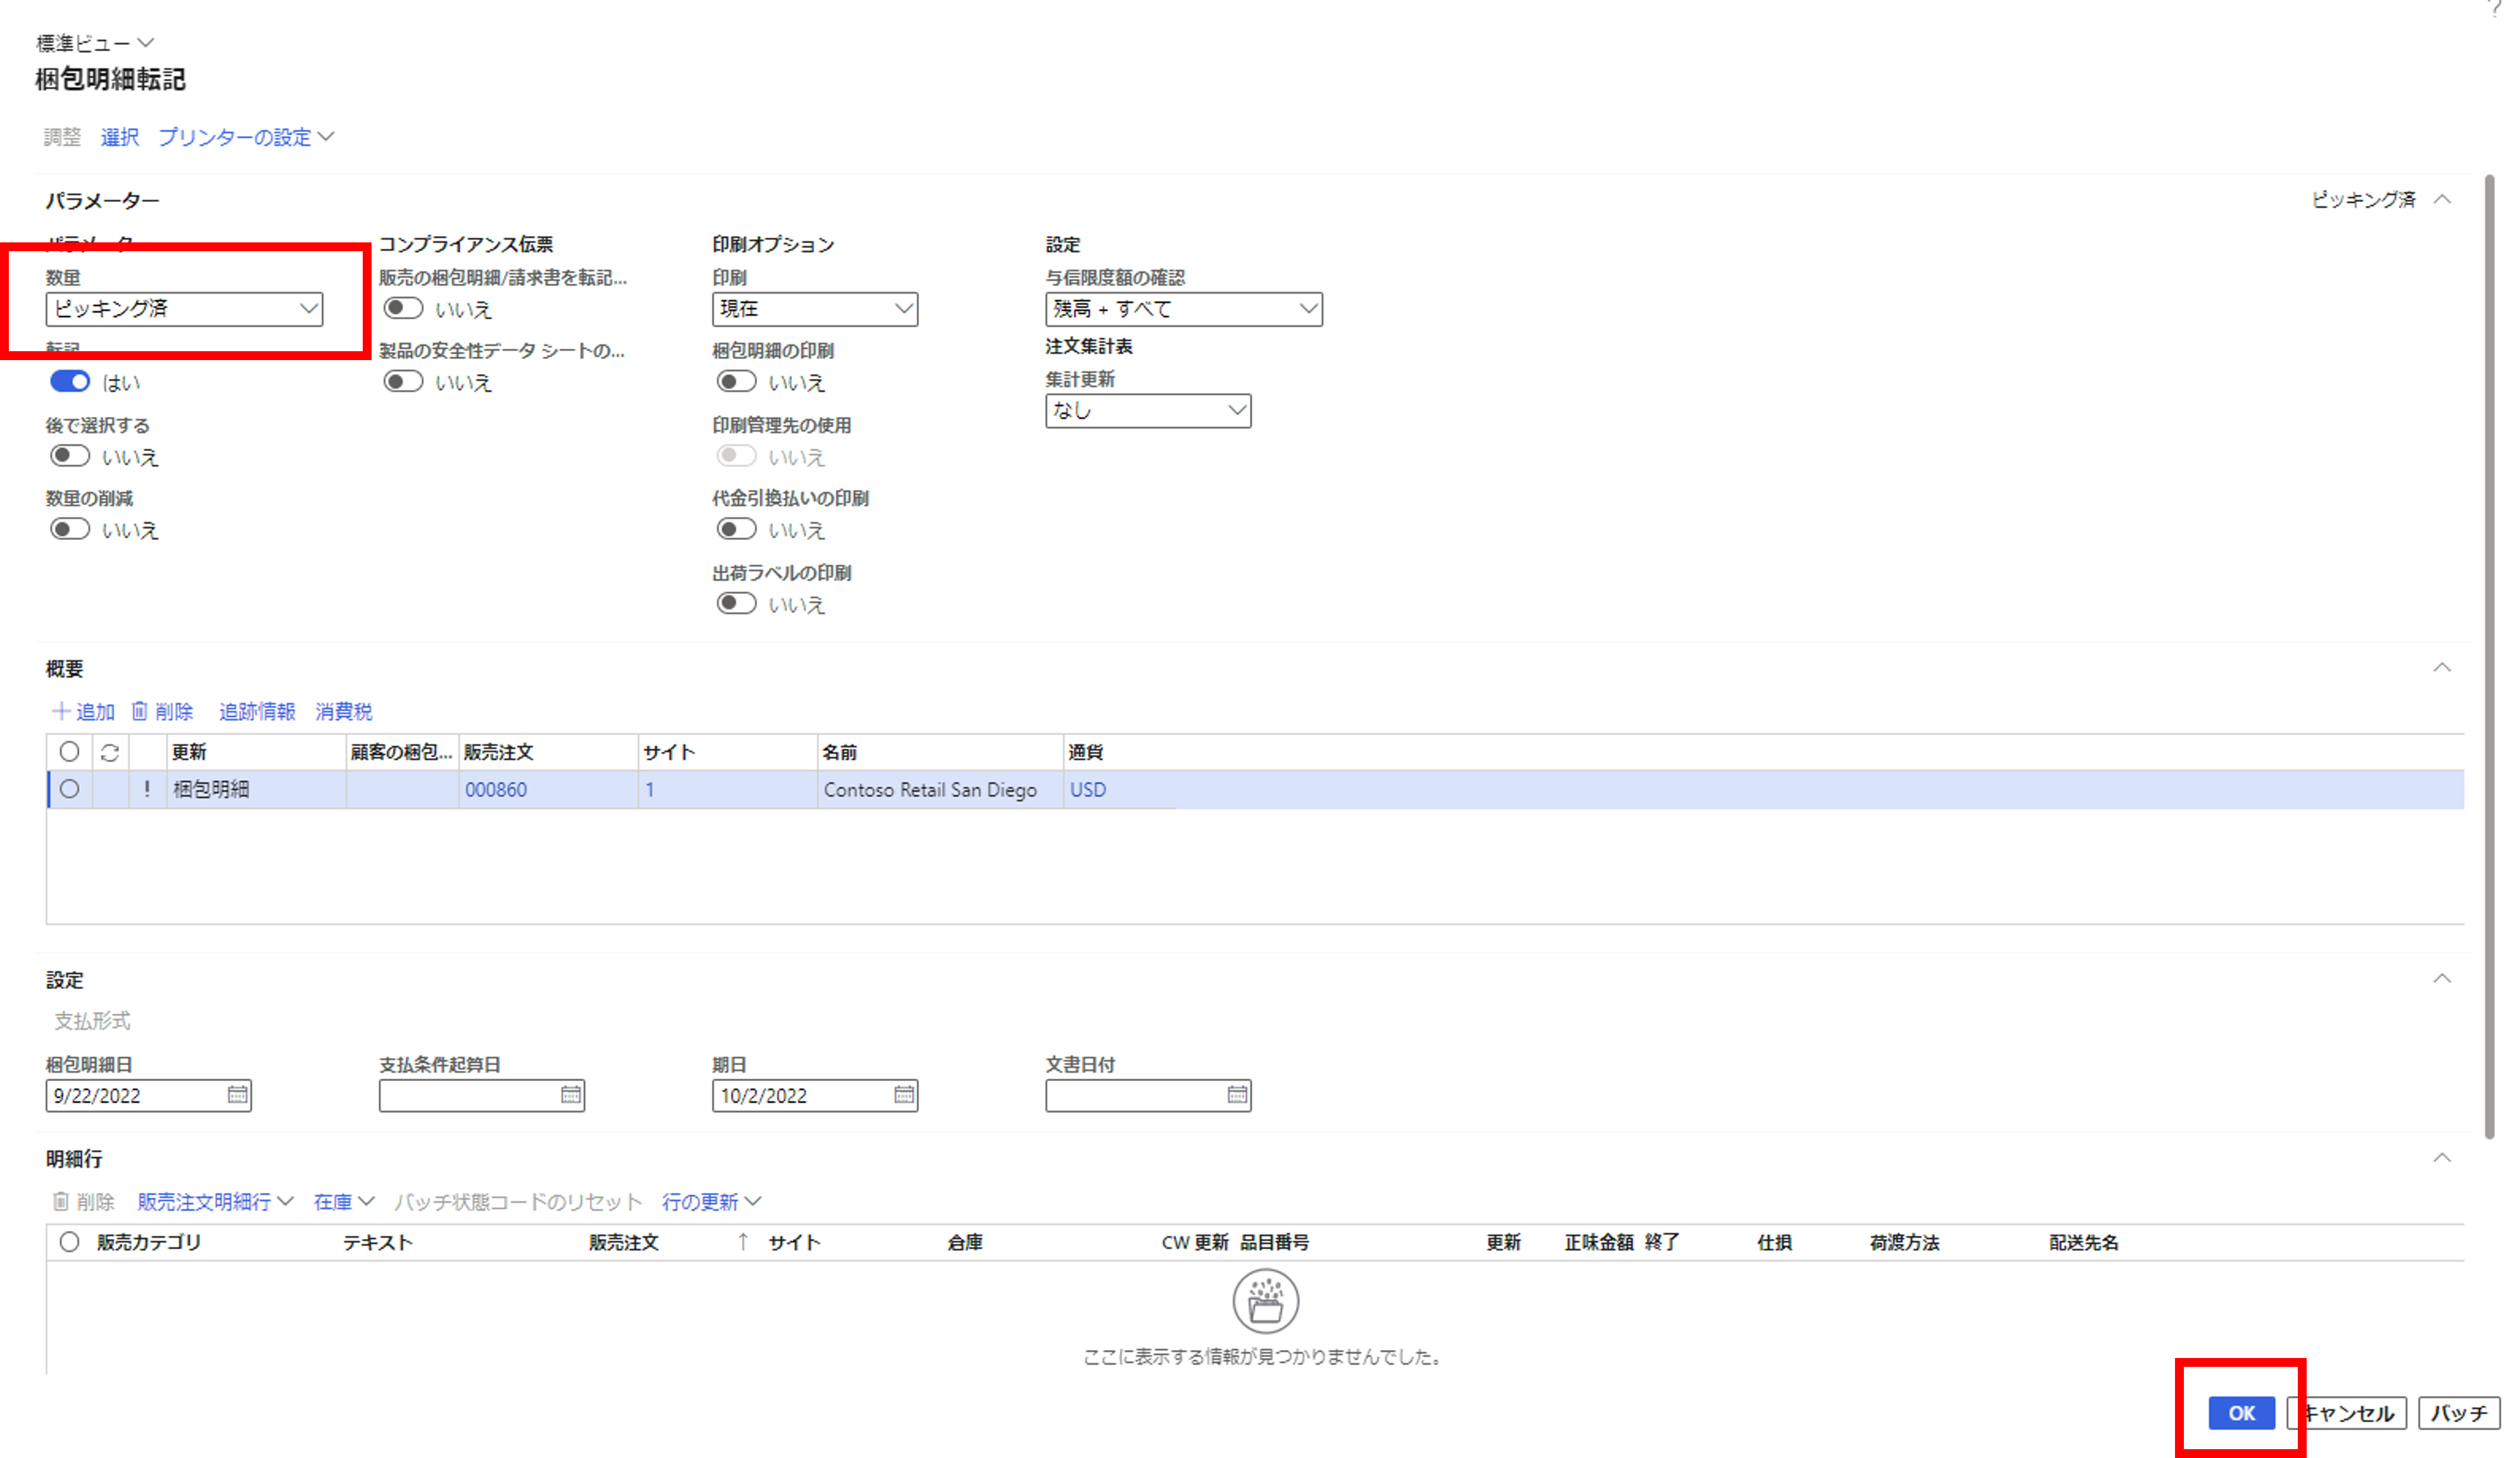 標準ビュー
梱包明細転記
調整 選択 プリンターの設定
パラメーター ピッキング済
パラメータ コンプライアンス伝票 印刷オプション 設定
数量 販売の梱包明細/請求書を転記... 印刷 与信限度額の確認
ピッキング済 いいえ 現在 残高 + すべて
転記 製品の安全性データ シートの... 梱包明細の印刷 注文集計表
はい いいえ いいえ 集計更新
なし
後で選択する 印刷管理先の使用
いいえ いいえ
数量の削減 代金引換払いの印刷
いいえ いいえ
出荷ラベルの印刷
いいえ
概要
追加 削除 追跡情報 消費税
更新 顧客の梱包... 販売注文 サイト 名前 通貨
! 梱包明細 000860 1 Contoso Retail San Diego USD
設定
支払形式
梱包明細日 支払条件起算日 期日 文書日付
9/22/2022 10/2/2022
明細行
削除 販売注文明細行 在庫 バッチ状態コードのリセット 行の更新
販売カテゴリ テキスト 販売注文 ↑ サイト 倉庫 CW 更新 品目番号 更新 正味金額 終了 仕損 荷渡方法 配送先名
ここに表示する情報が見つかりませんでした。
OK キャンセル バッチ